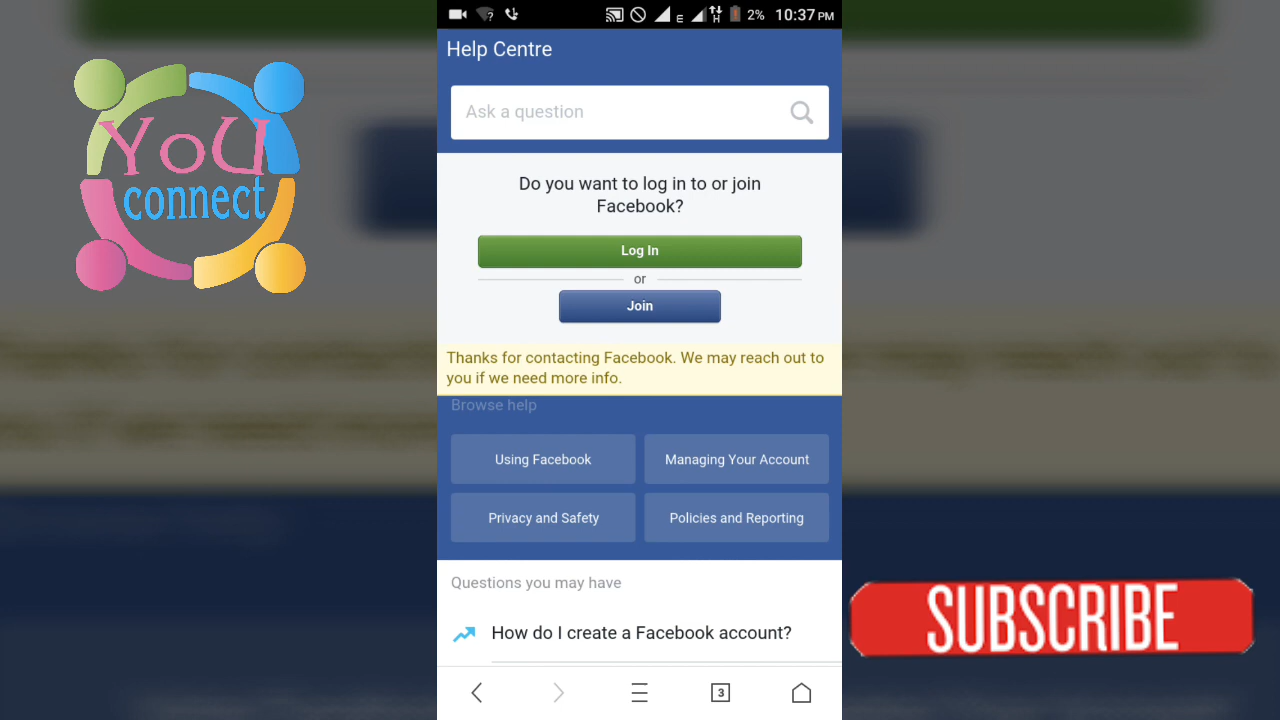 2% 10:37 PM
Help Centre
Ask a question
YoU
connect
Do you want to log in to or join
Facebook?
Log In
or
Join
Thanks for contacting Facebook. We may reach out to
you if we need more info.
Browse help
Using Facebook
Managing Your Account
Privacy and Safety
Policies and Reporting
Questions you may have
How do I create a Facebook account?
SUBSCRIBE
3